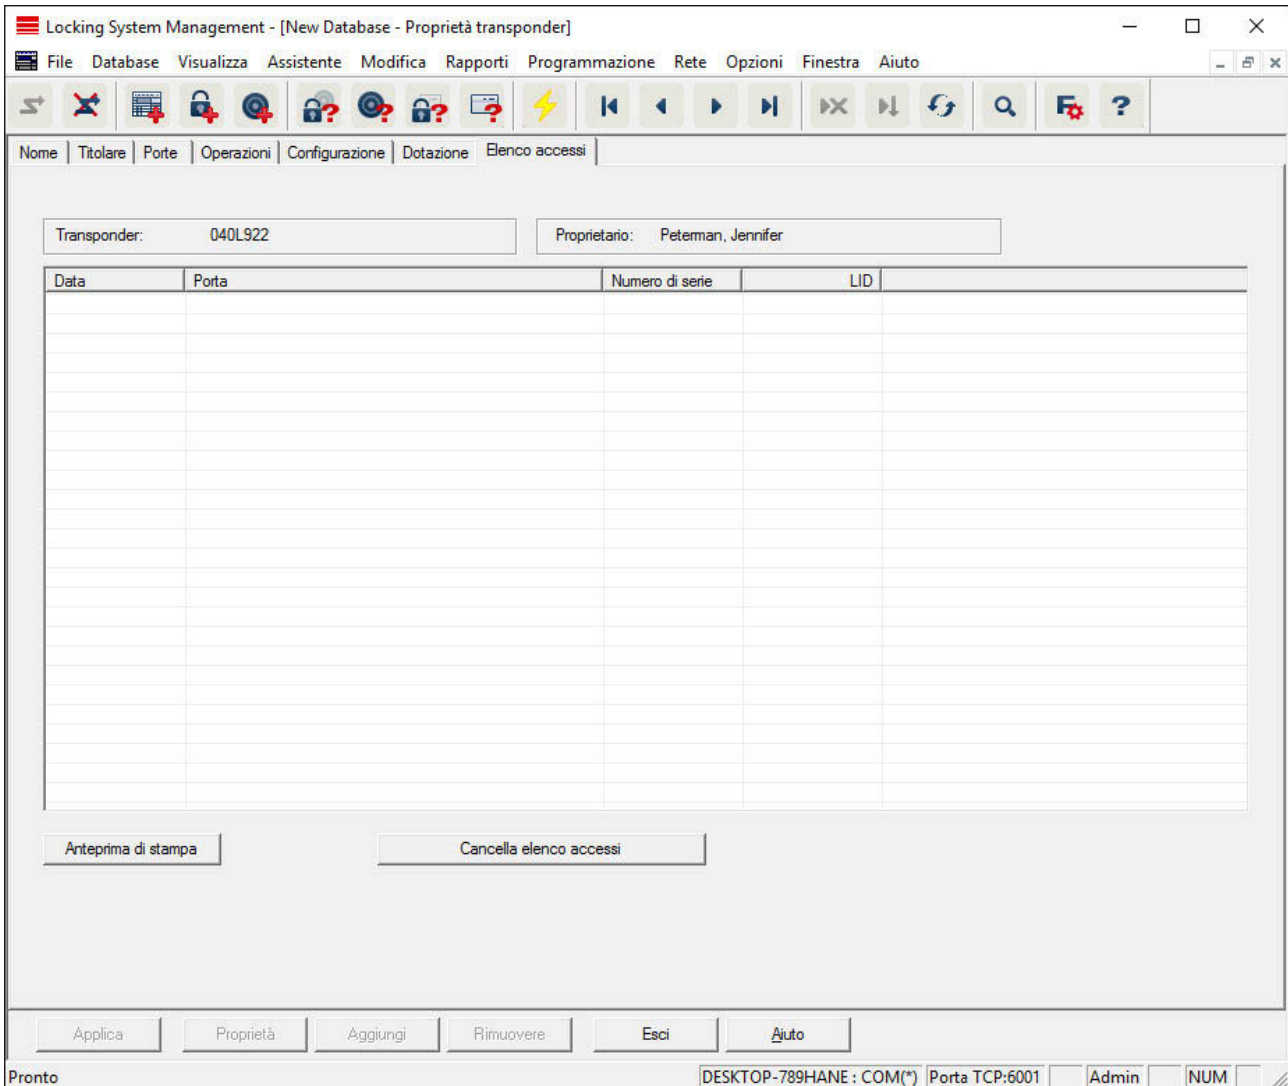 Locking System Management - [New Database - Proprietà transponder]
File Database Visualizza Assistente Modifica Rapporti Programmazione Rete Opzioni Finestra Aiuto
Nome Titolare Porte Operazioni Configurazione Dotazione Elenco accessi
Transponder: 040L922 Proprietario: Peterman, Jennifer
Data Porta Numero di serie LID
Anteprima di stampa Cancella elenco accessi
Applica Proprietà Aggiungi Rimuovere Esci Aiuto
Pronto DESKTOP-789HANE : COM(*) Porta TCP:6001 Admin NUM